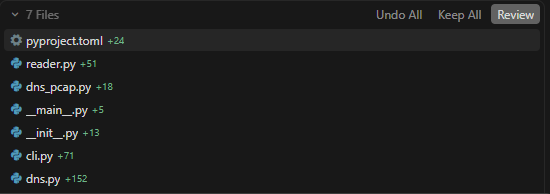 7 Files Undo All Keep All Review
pyproject.toml +24
reader.py +51
dns_pcap.py +18
__main__.py +5
__init__.py +13
cli.py +71
dns.py +152